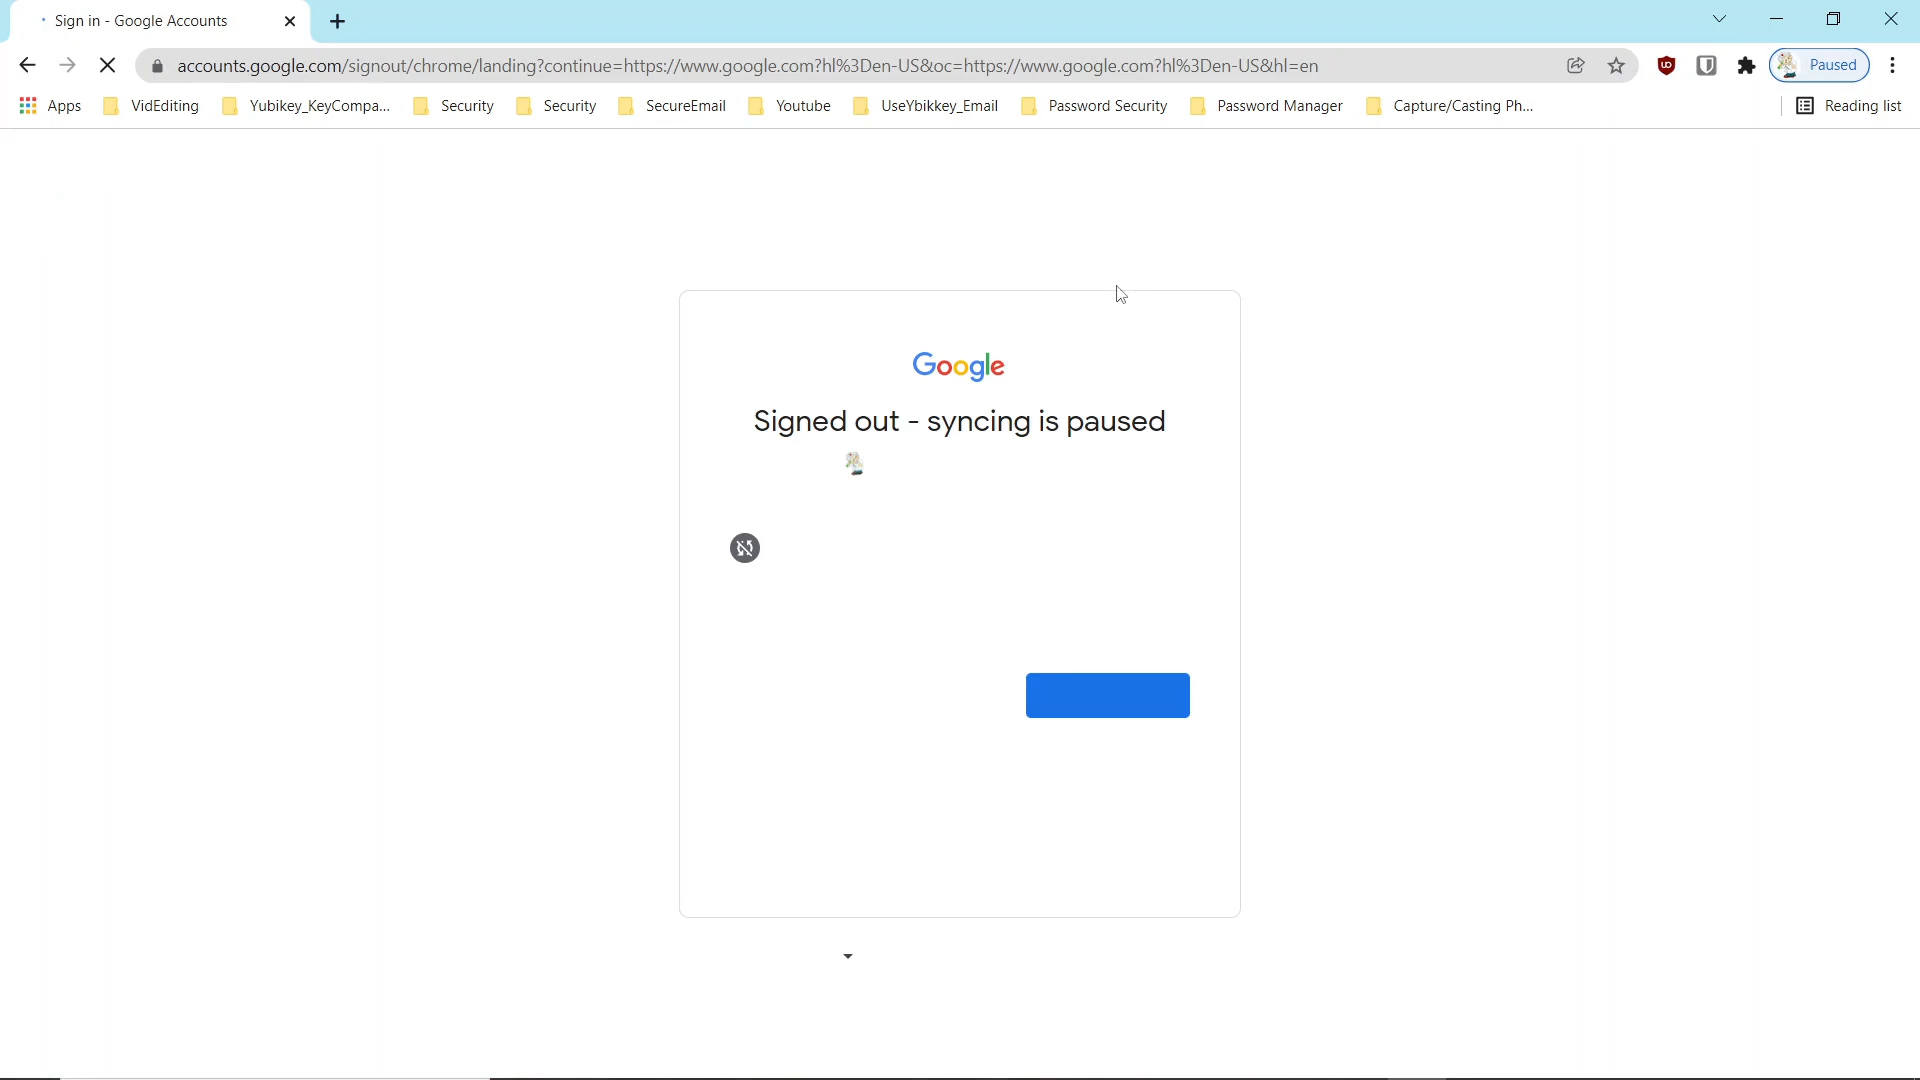 Sign in - Google Accounts
accounts.google.com/signout/chrome/landing?continue=https://www.google.com?hl%3Den-US&oc=https://www.google.com?hl%3Den-US&hl=en
Paused
Apps
VidEditing
Yubikey_KeyCompa...
Security
Security
SecureEmail
Youtube
UseYbikkey_Email
Password Security
Password Manager
Capture/Casting Ph...
Reading list
Google
Signed out - syncing is paused